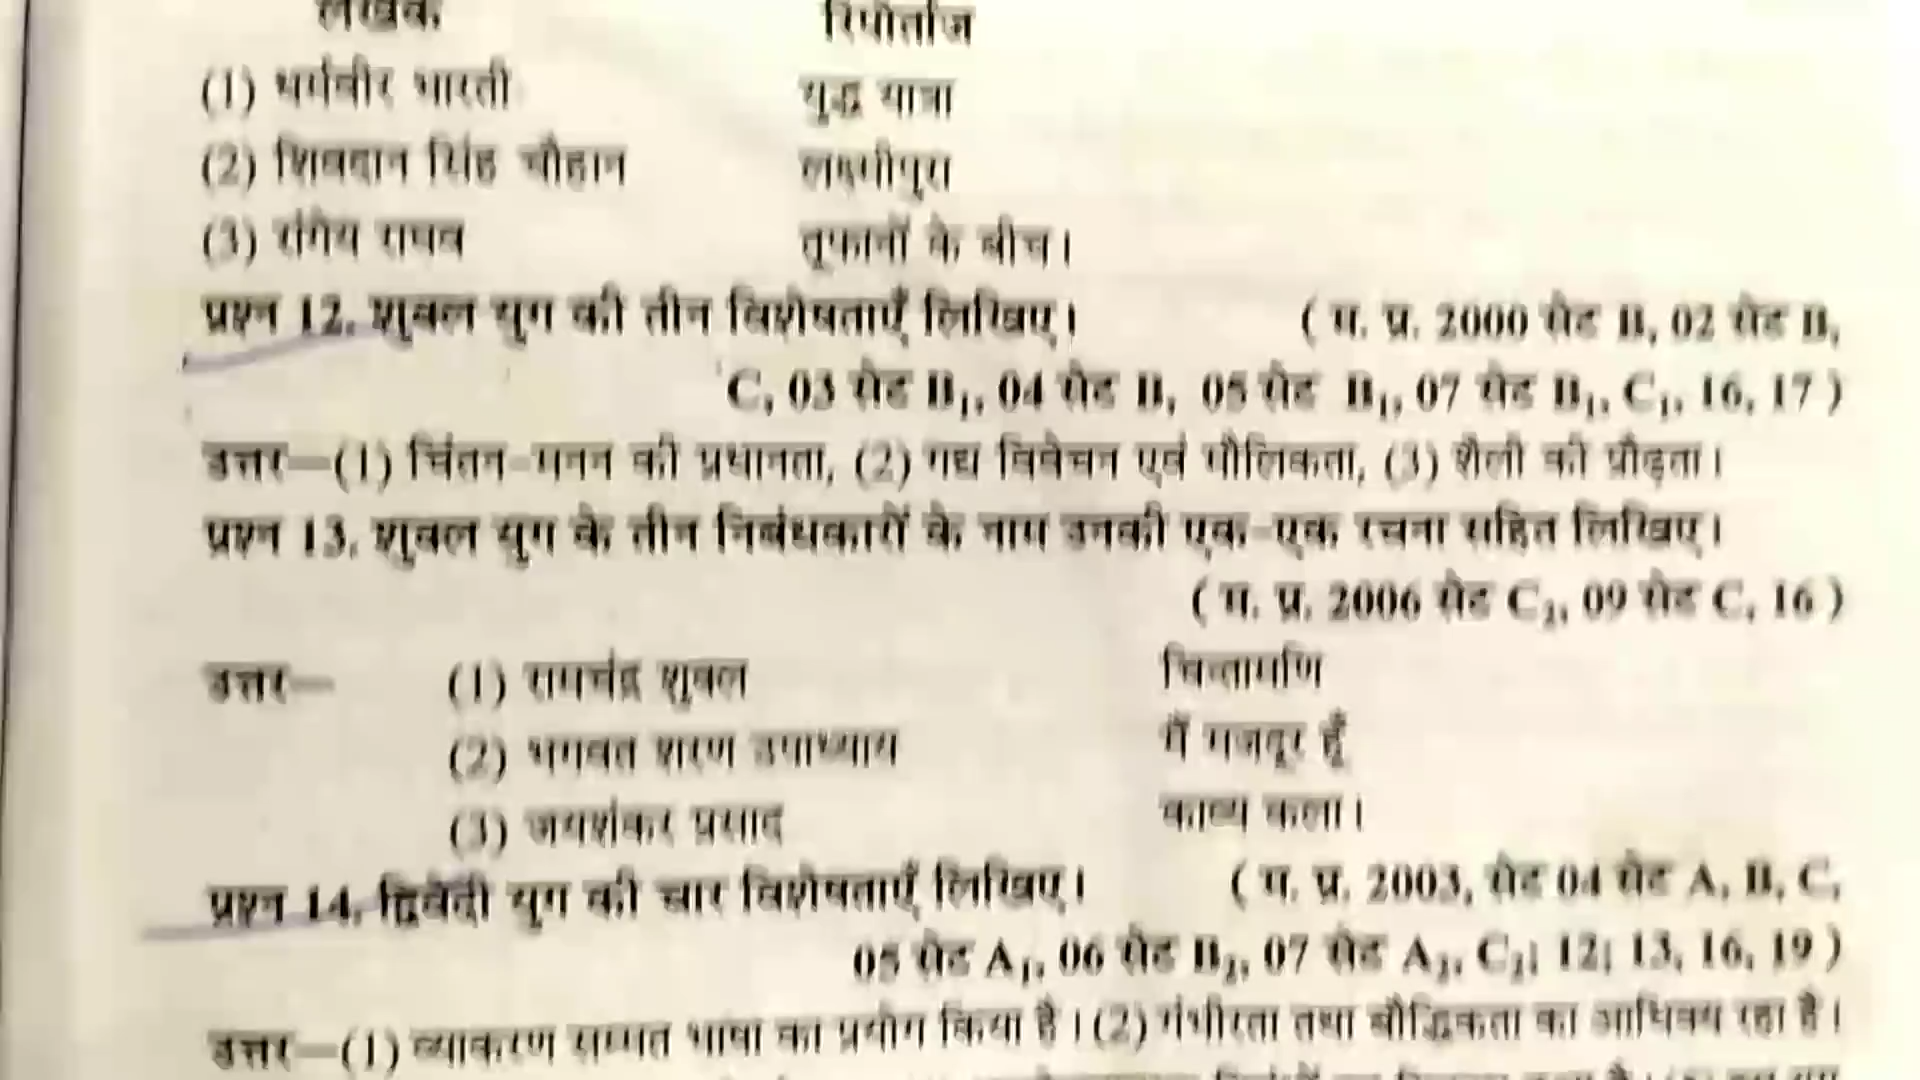 लेखक रिपोर्ताज
(1) धर्मवीर भारती युद्ध यात्रा
(2) शिवदान सिंह चौहान लक्ष्मीपुरा
(3) रांगेय राघव तूफानों के बीच।
प्रश्न 12. शुक्ल युग की तीन विशेषताएँ लिखिए। ( म. प्र. 2000 सेट B, 02 सेट B,
C, 03 सेट B₁, 04 सेट B, 05 सेट B₁, 07 सेट B₁, C₁, 16, 17 )
उत्तर—(1) चिंतन-मनन की प्रधानता, (2) गद्य विवेचन एवं मौलिकता, (3) शैली की प्रौढ़ता।
प्रश्न 13. शुक्ल युग के तीन निबंधकारों के नाम उनकी एक-एक रचना सहित लिखिए।
( म. प्र. 2006 सेट C₂, 09 सेट C, 16 )
उत्तर— (1) रामचंद्र शुक्ल चिन्तामणि
(2) भगवत शरण उपाध्याय मैं मजदूर हूँ
(3) जयशंकर प्रसाद काव्य कला।
प्रश्न 14. द्विवेदी युग की चार विशेषताएँ लिखिए। ( म. प्र. 2003, सेट 04 सेट A, B, C,
05 सेट A₁, 06 सेट B₂, 07 सेट A₂, C₂; 12; 13, 16, 19 )
उत्तर—(1) व्याकरण सम्मत भाषा का प्रयोग किया है। (2) गंभीरता तथा बौद्धिकता का आधिक्य रहा है।